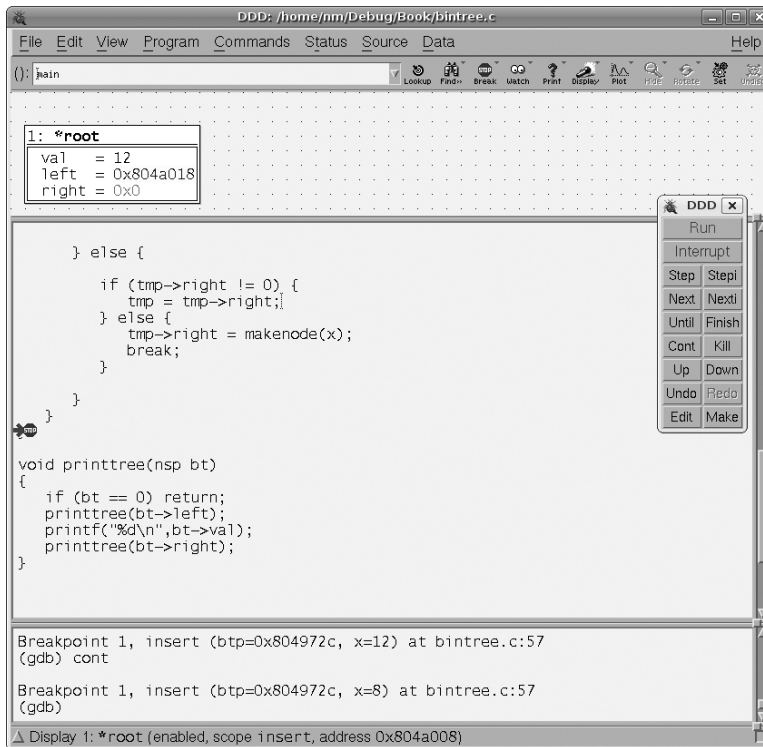 DDD: /home/nm/Debug/Book/bintree.c
File Edit View Program Commands Status Source Data Help
(): main Lookup Find>> Break Watch Print Display Plot Hide Rotate Set Undisp
1: *root
val = 12
left = 0x804a018
right = 0x0
DDD
Run
Interrupt
Step Stepi
Next Nexti
Until Finish
Cont Kill
Up Down
Undo Redo
Edit Make
} else {
if (tmp->right != 0) {
tmp = tmp->right;
} else {
tmp->right = makenode(x);
break;
}
}
}
STOP
void printtree(nsp bt)
{
if (bt == 0) return;
printtree(bt->left);
printf("%d\n",bt->val);
printtree(bt->right);
}
Breakpoint 1, insert (btp=0x804972c, x=12) at bintree.c:57
(gdb) cont
Breakpoint 1, insert (btp=0x804972c, x=8) at bintree.c:57
(gdb)
Display 1: *root (enabled, scope insert, address 0x804a008)